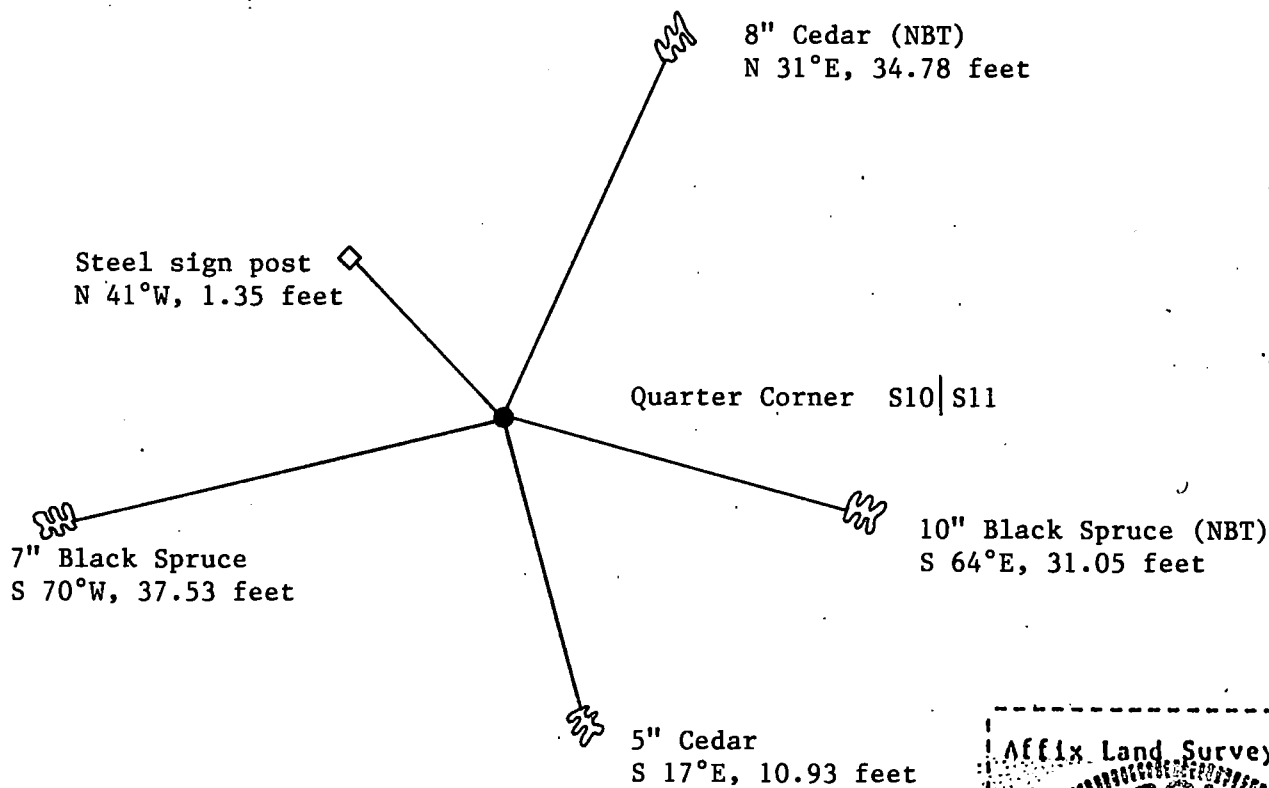 8" Cedar (NBT)
N 31°E, 34.78 feet
Steel sign post
N 41°W, 1.35 feet
Quarter Corner S10|S11
10" Black Spruce (NBT)
S 64°E, 31.05 feet
7" Black Spruce
S 70°W, 37.53 feet
5" Cedar
S 17°E, 10.93 feet
Affix Land Survey